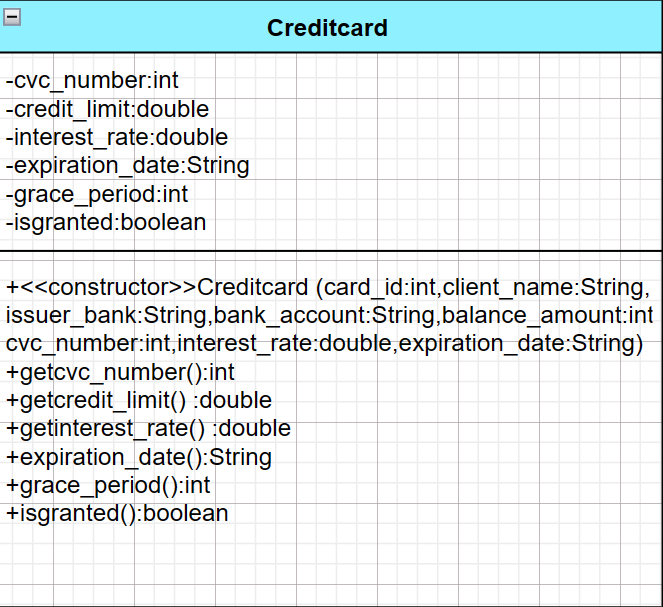 Creditcard
-cvc_number:int
-credit_limit:double
-interest_rate:double
-expiration_date:String
-grace_period:int
-isgranted:boolean
+<<constructor>>Creditcard (card_id:int,client_name:String,
issuer_bank:String,bank_account:String,balance_amount:int
cvc_number:int,interest_rate:double,expiration_date:String)
+getcvc_number():int
+getcredit_limit() :double
+getinterest_rate() :double
+expiration_date():String
+grace_period():int
+isgranted():boolean